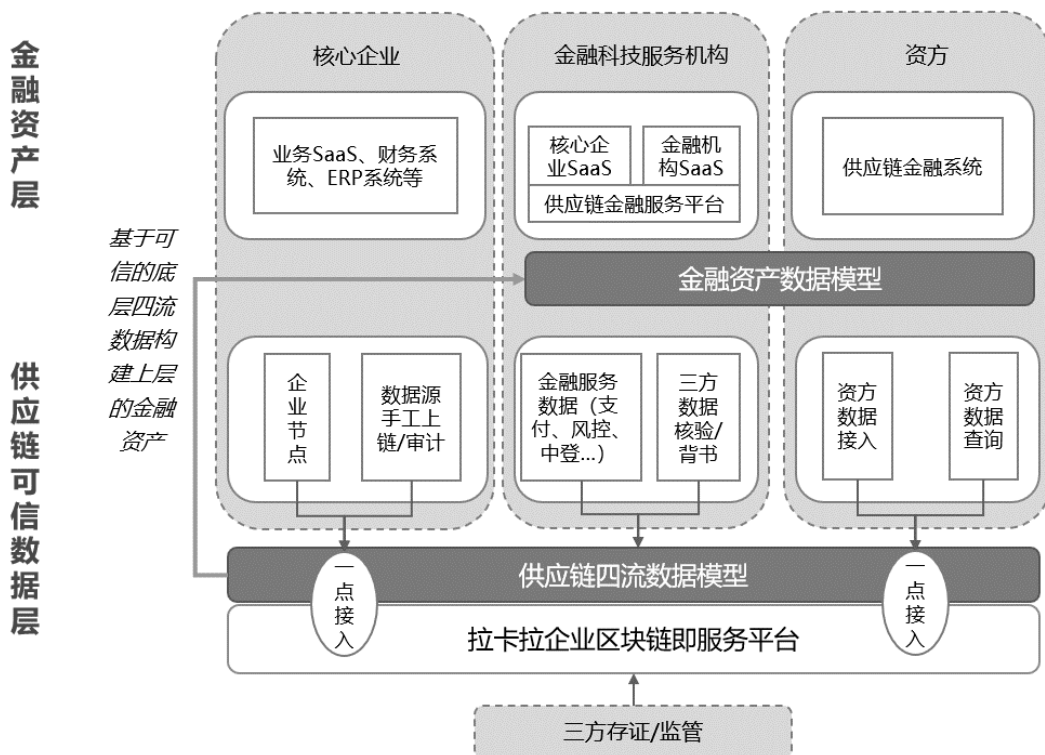 金融资产层
核心企业
金融科技服务机构
资方
业务SaaS、财务系
统、ERP系统等
核心企
业SaaS
金融机
构SaaS
供应链金融服务平台
供应链金融系统
基于可
信的底
层四流
数据构
建上层
的金融
资产
金融资产数据模型
供应链可信数据层
企
业
节
点
数据源
手工上
链/审计
金融服务
数据（支
付、风控、
中登...）
三方
数据
核验/
背书
资方
数据
接入
资方
数据
查询
供应链四流数据模型
一
点
接
入
一
点
接
入
拉卡拉企业区块链即服务平台
三方存证/监管